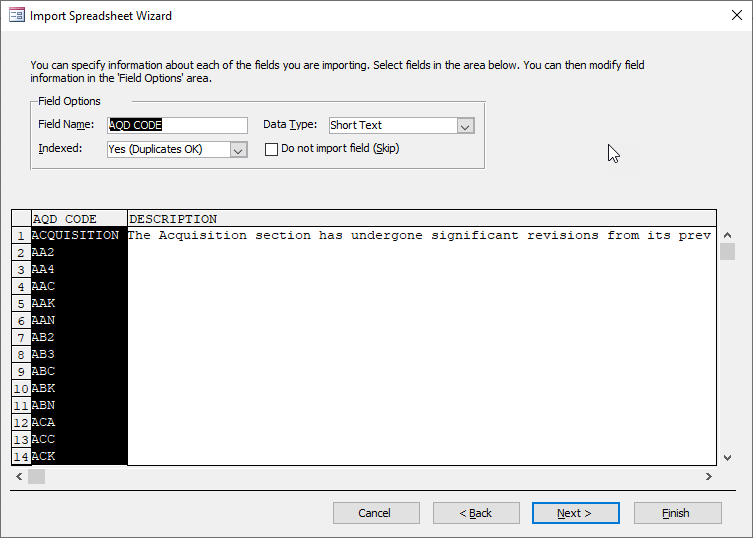 Import Spreadsheet Wizard
You can specify information about each of the fields you are importing. Select fields in the area below. You can then modify field
information in the 'Field Options' area.
Field Options
Field Name: AQD CODE Data Type: Short Text
Indexed: Yes (Duplicates OK) Do not import field (Skip)
AQD CODE DESCRIPTION
1 ACQUISITION The Acquisition section has undergone significant revisions from its prev
2 AA2
3 AA4
4 AAC
5 AAK
6 AAN
7 AB2
8 AB3
9 ABC
10 ABK
11 ABN
12 ACA
13 ACC
14 ACK
Cancel < Back Next > Finish